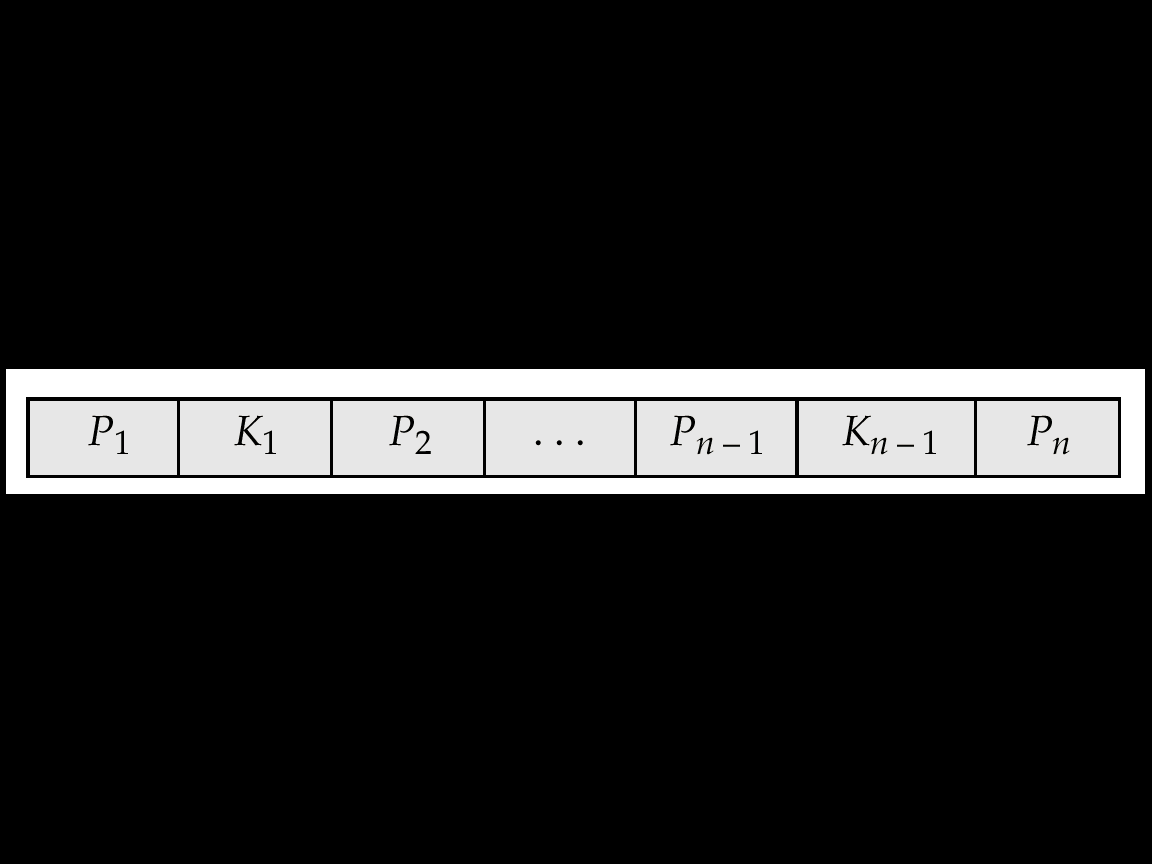 P₁ K₁ P₂ ... Pₙ₋₁ Kₙ₋₁ Pₙ